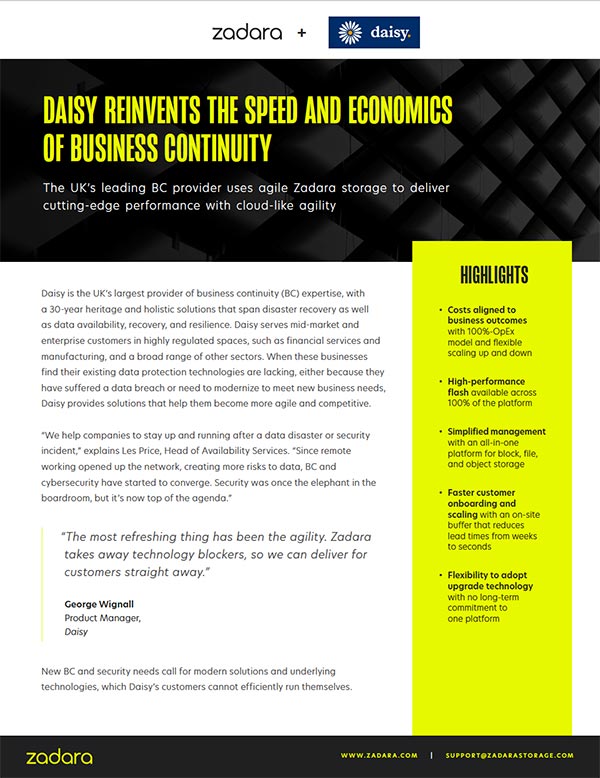 zadara + daisy.
DAISY REINVENTS THE SPEED AND ECONOMICS
OF BUSINESS CONTINUITY
The UK's leading BC provider uses agile Zadara storage to deliver
cutting-edge performance with cloud-like agility
Daisy is the UK's largest provider of business continuity (BC) expertise, with
a 30-year heritage and holistic solutions that span disaster recovery as well
as data availability, recovery, and resilience. Daisy serves mid-market and
enterprise customers in highly regulated spaces, such as financial services and
manufacturing, and a broad range of other sectors. When these businesses
find their existing data protection technologies are lacking, either because they
have suffered a data breach or need to modernize to meet new business needs,
Daisy provides solutions that help them become more agile and competitive.
“We help companies to stay up and running after a data disaster or security
incident,” explains Les Price, Head of Availability Services. “Since remote
working opened up the network, creating more risks to data, BC and
cybersecurity have started to converge. Security was once the elephant in the
boardroom, but it's now top of the agenda.”
“The most refreshing thing has been the agility. Zadara
takes away technology blockers, so we can deliver for
customers straight away.”
George Wignall
Product Manager,
Daisy
New BC and security needs call for modern solutions and underlying
technologies, which Daisy's customers cannot efficiently run themselves.
HIGHLIGHTS
• Costs aligned to
business outcomes
with 100%-OpEx
model and flexible
scaling up and down
• High-performance
flash available across
100% of the platform
• Simplified management
with an all-in-one
platform for block, file,
and object storage
• Faster customer
onboarding and
scaling with an on-site
buffer that reduces
lead times from weeks
to seconds
• Flexibility to adopt
upgrade technology
with no long-term
commitment to
one platform
zadara
WWW.ZADARA.COM | SUPPORT@ZADARASTORAGE.COM